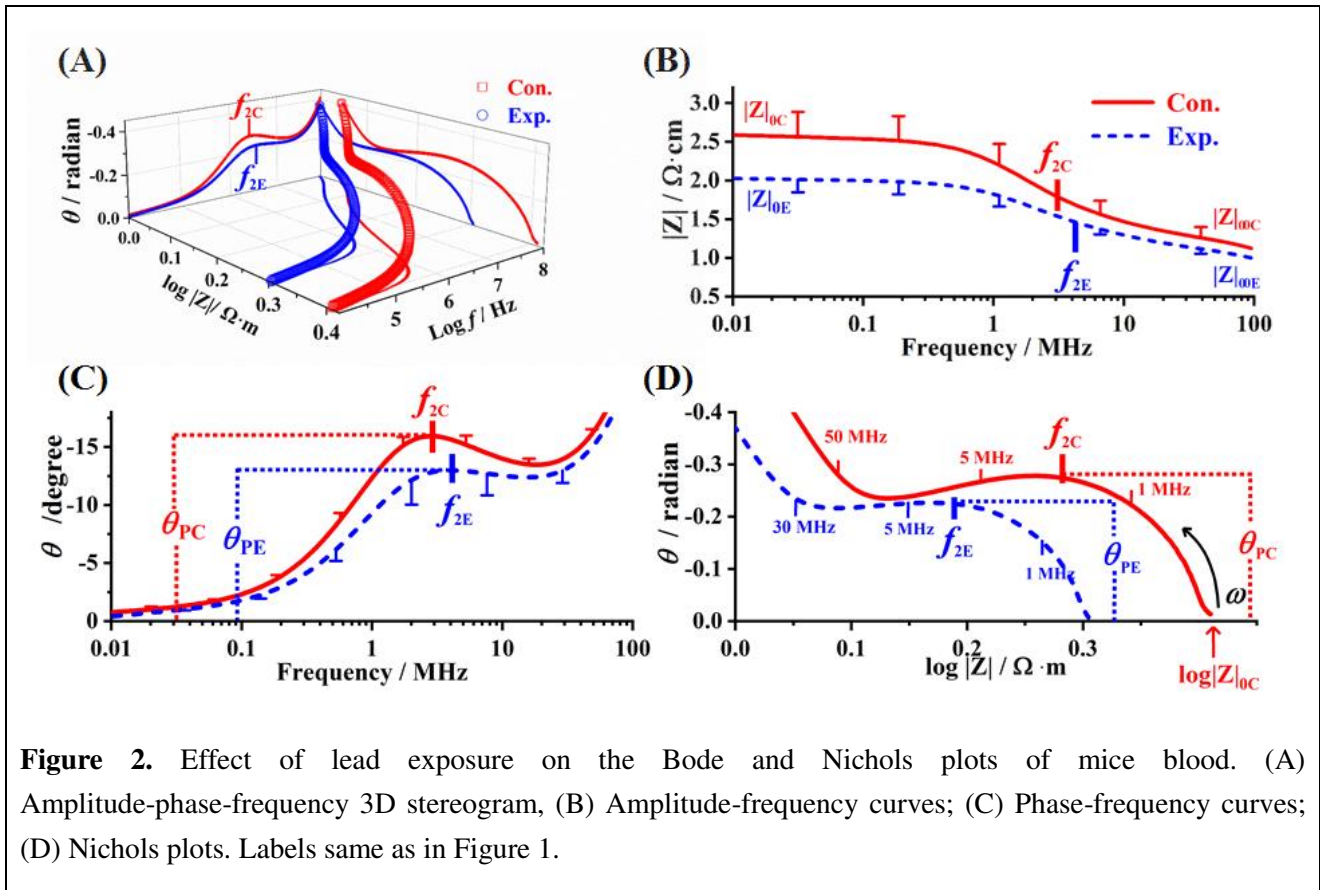 (A)
Con.
Exp.
f2C
f2E
θ / radian
-0.4
-0.2
0.0
0.0
0.1
0.2
0.3
0.4
log |Z|/ Ω·m
5
6
7
8
Log f / Hz
(B)
Con.
Exp.
|Z|0C
|Z|0E
f2C
f2E
|Z|∞C
|Z|∞E
|Z| / Ω·cm
3.0
2.5
2.0
1.5
1.0
0.5
0.01
0.1
1
10
100
Frequency / MHz
(C)
f2C
f2E
θPC
θPE
θ /degree
-15
-10
-5
0
0.01
0.1
1
10
100
Frequency / MHz
(D)
50 MHz
5 MHz
f2C
1 MHz
30 MHz
5 MHz
f2E
1 MHz
θPE
θPC
ω
θ / radian
-0.4
-0.3
-0.2
-0.1
0.0
0.0
0.1
0.2
0.3
log |Z| / Ω·m
log|Z|0C
Figure 2. Effect of lead exposure on the Bode and Nichols plots of mice blood. (A)
Amplitude-phase-frequency 3D stereogram, (B) Amplitude-frequency curves; (C) Phase-frequency curves;
(D) Nichols plots. Labels same as in Figure 1.